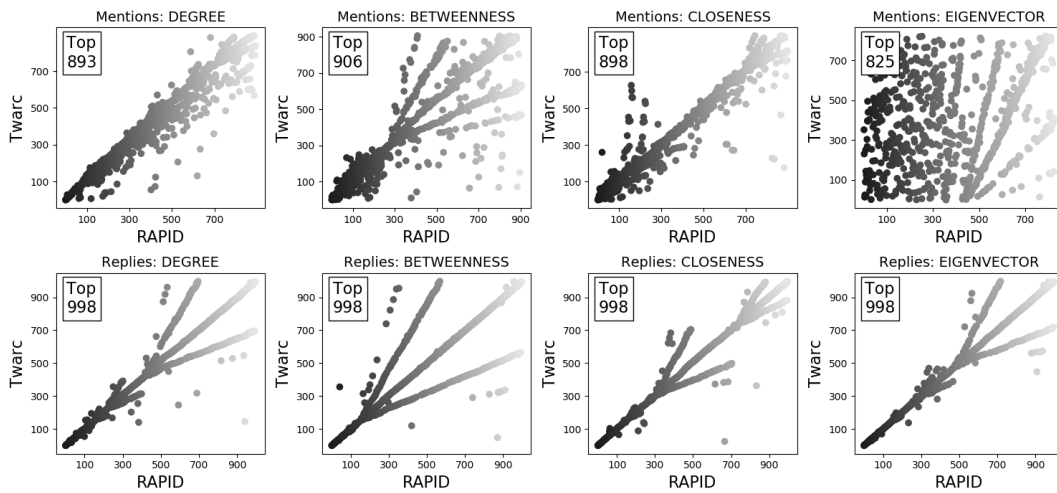 Mentions: DEGREE
Top
893
700
500
300
100
Twarc
100 300 500 700
RAPID
Mentions: BETWEENNESS
Top
906
900
700
500
300
100
Twarc
100 300 500 700 900
RAPID
Mentions: CLOSENESS
Top
898
700
500
300
100
Twarc
100 300 500 700
RAPID
Mentions: EIGENVECTOR
Top
825
700
500
300
100
Twarc
100 300 500 700
RAPID
Replies: DEGREE
Top
998
900
700
500
300
100
Twarc
100 300 500 700 900
RAPID
Replies: BETWEENNESS
Top
998
900
700
500
300
100
Twarc
100 300 500 700 900
RAPID
Replies: CLOSENESS
Top
998
900
700
500
300
100
Twarc
100 300 500 700 900
RAPID
Replies: EIGENVECTOR
Top
998
900
700
500
300
100
Twarc
100 300 500 700 900
RAPID